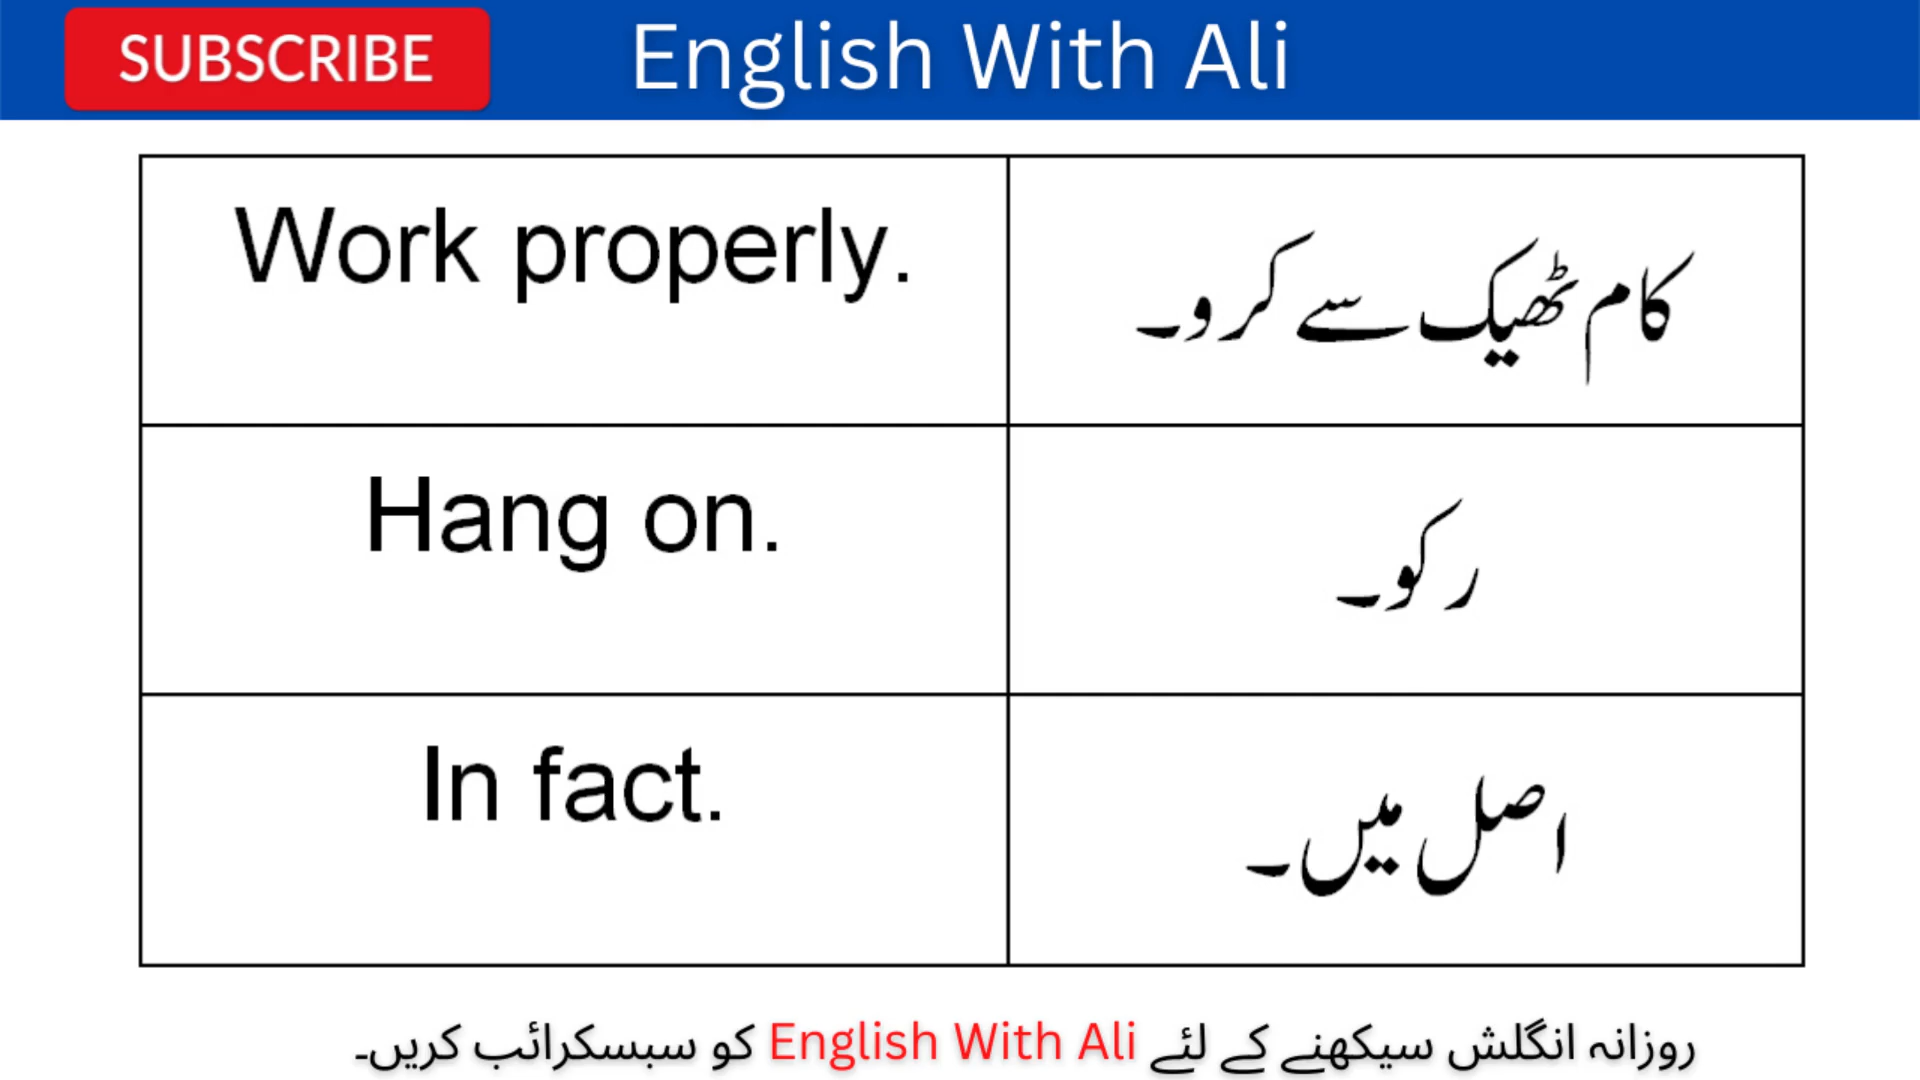 SUBSCRIBE
English With Ali
Work properly.
کام ٹھیک سے کرو۔
Hang on.
رکو۔
In fact.
اصل میں۔
روزانہ انگلش سیکھنے کے لئے English With Ali کو سبسکرائب کریں۔